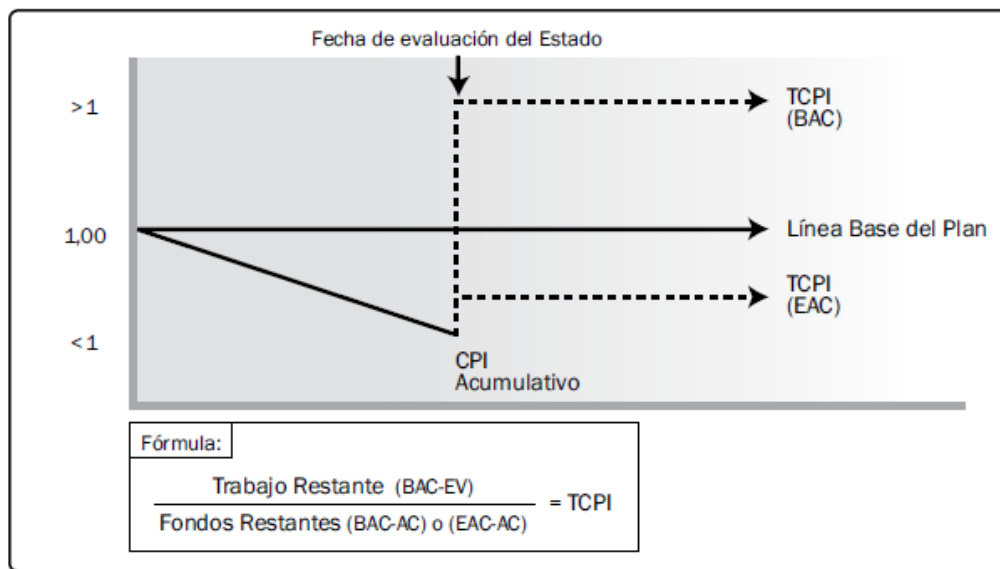 Fecha de evaluación del Estado
>1
TCPI
(BAC)
1,00
Línea Base del Plan
TCPI
(EAC)
<1
CPI
Acumulativo
Fórmula:
Trabajo Restante (BAC-EV)
= TCPI
Fondos Restantes (BAC-AC) o (EAC-AC)